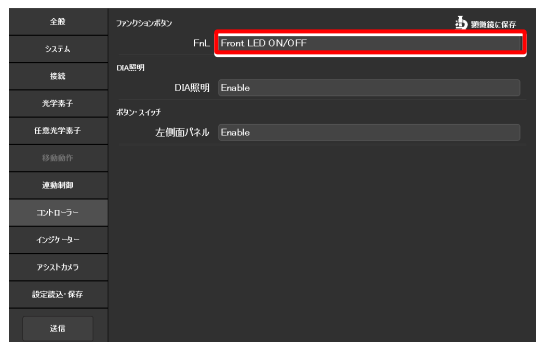 全般
システム
接続
光学素子
任意光学素子
移動動作
連動制御
コントローラー
インジケーター
アシストカメラ
設定読込・保存
送信
ファンクションボタン
顕微鏡に保存
FnL Front LED ON/OFF
DIA照明
DIA照明 Enable
ボタン・スイッチ
左側面パネル Enable